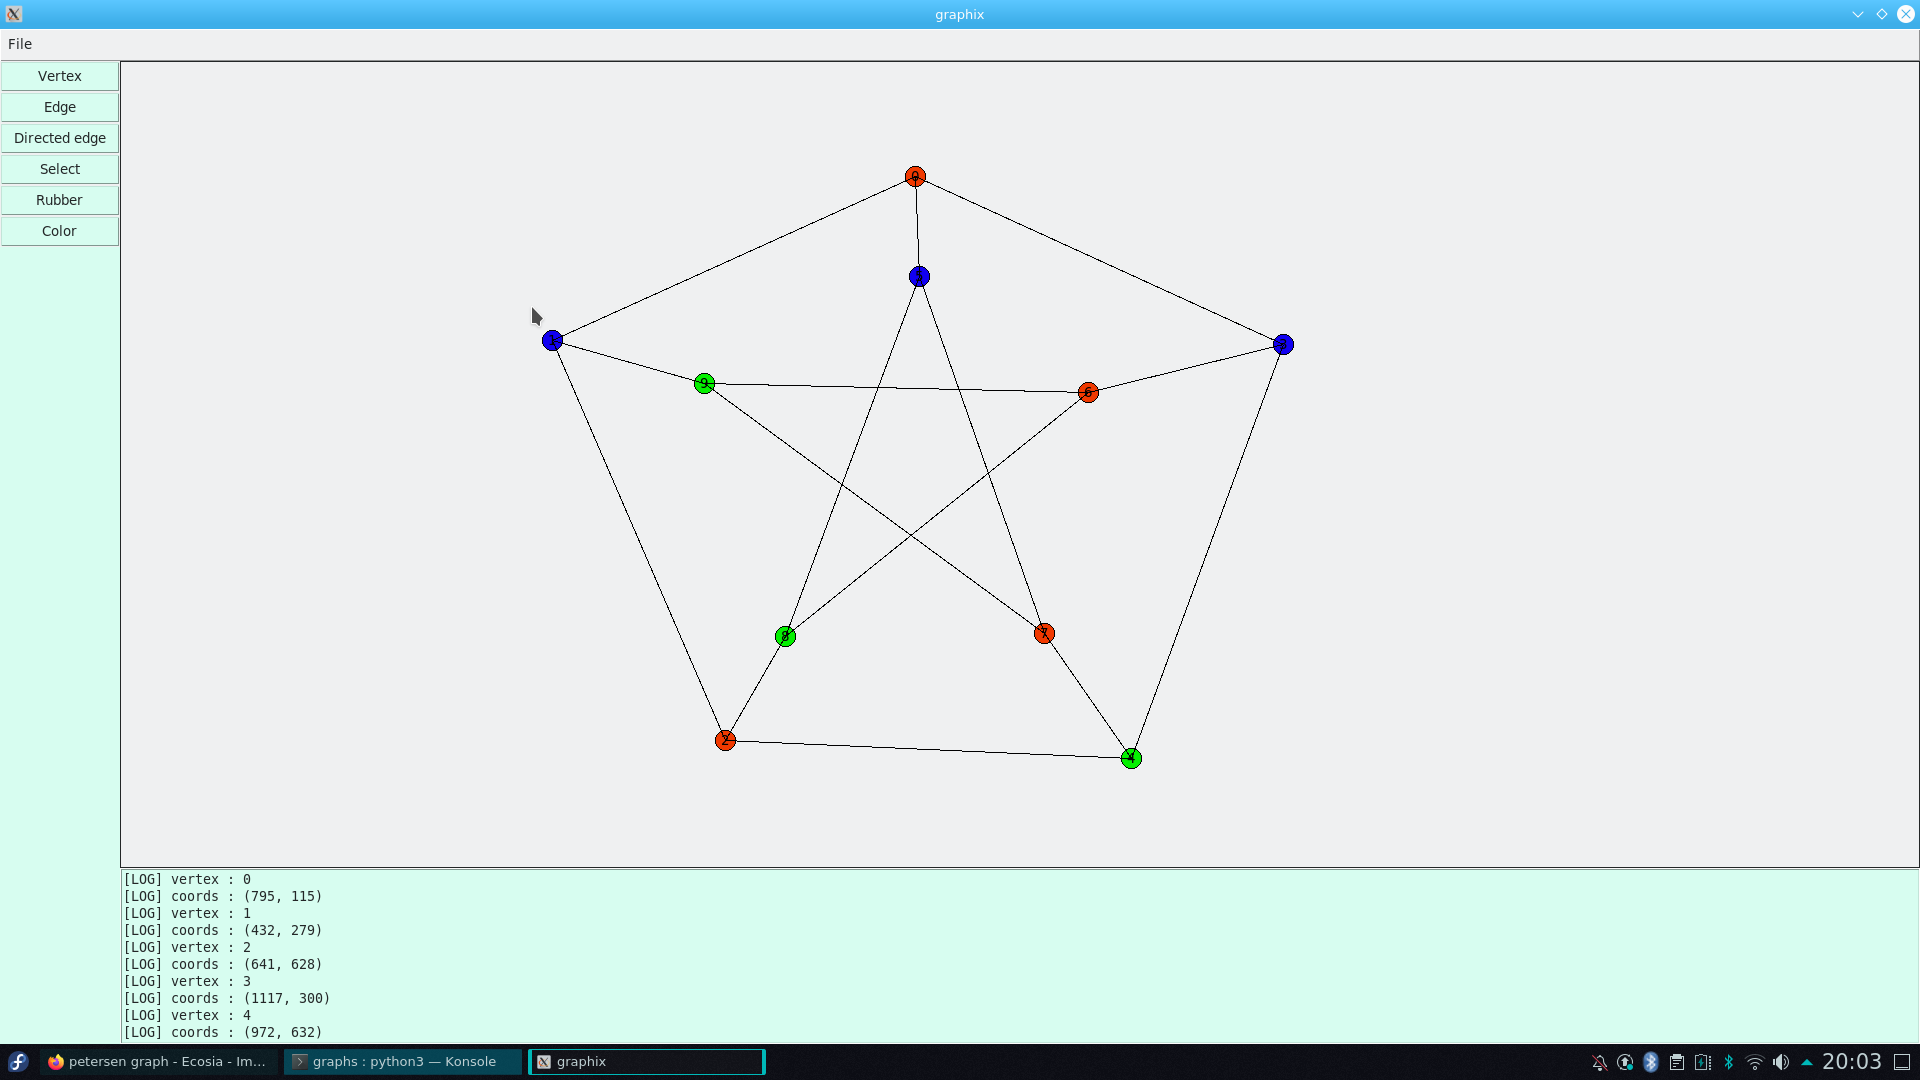 graphix
File
Vertex
Edge
Directed edge
Select
Rubber
Color
0
5
1
9
6
8
7
2
4
[LOG] vertex : 0
[LOG] coords : (795, 115)
[LOG] vertex : 1
[LOG] coords : (432, 279)
[LOG] vertex : 2
[LOG] coords : (641, 628)
[LOG] vertex : 3
[LOG] coords : (1117, 300)
[LOG] vertex : 4
[LOG] coords : (972, 632)
petersen graph - Ecosia - Im...
graphs : python3 — Konsole
graphix
20:03